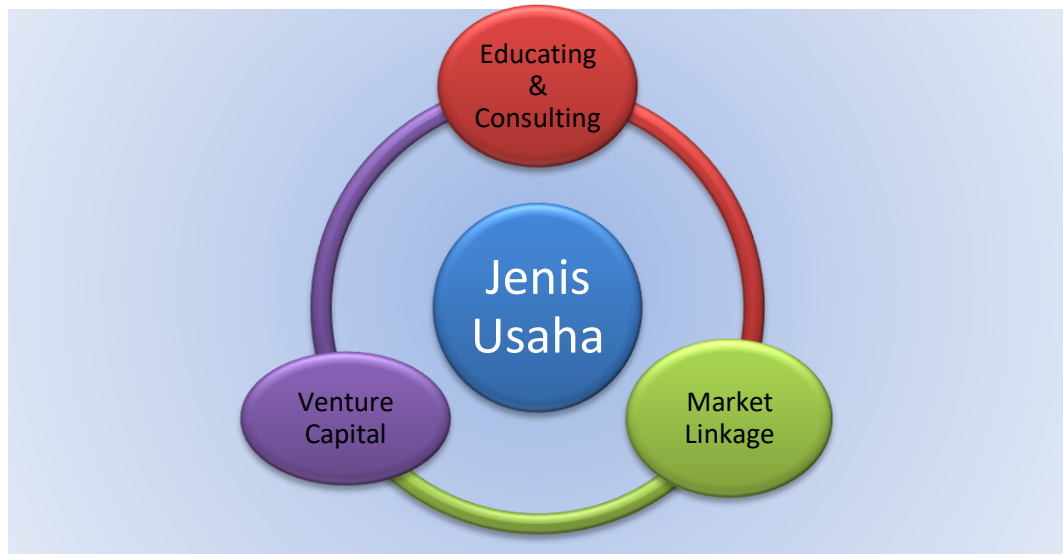 Educating
&
Consulting
Jenis
Usaha
Venture
Capital
Market
Linkage